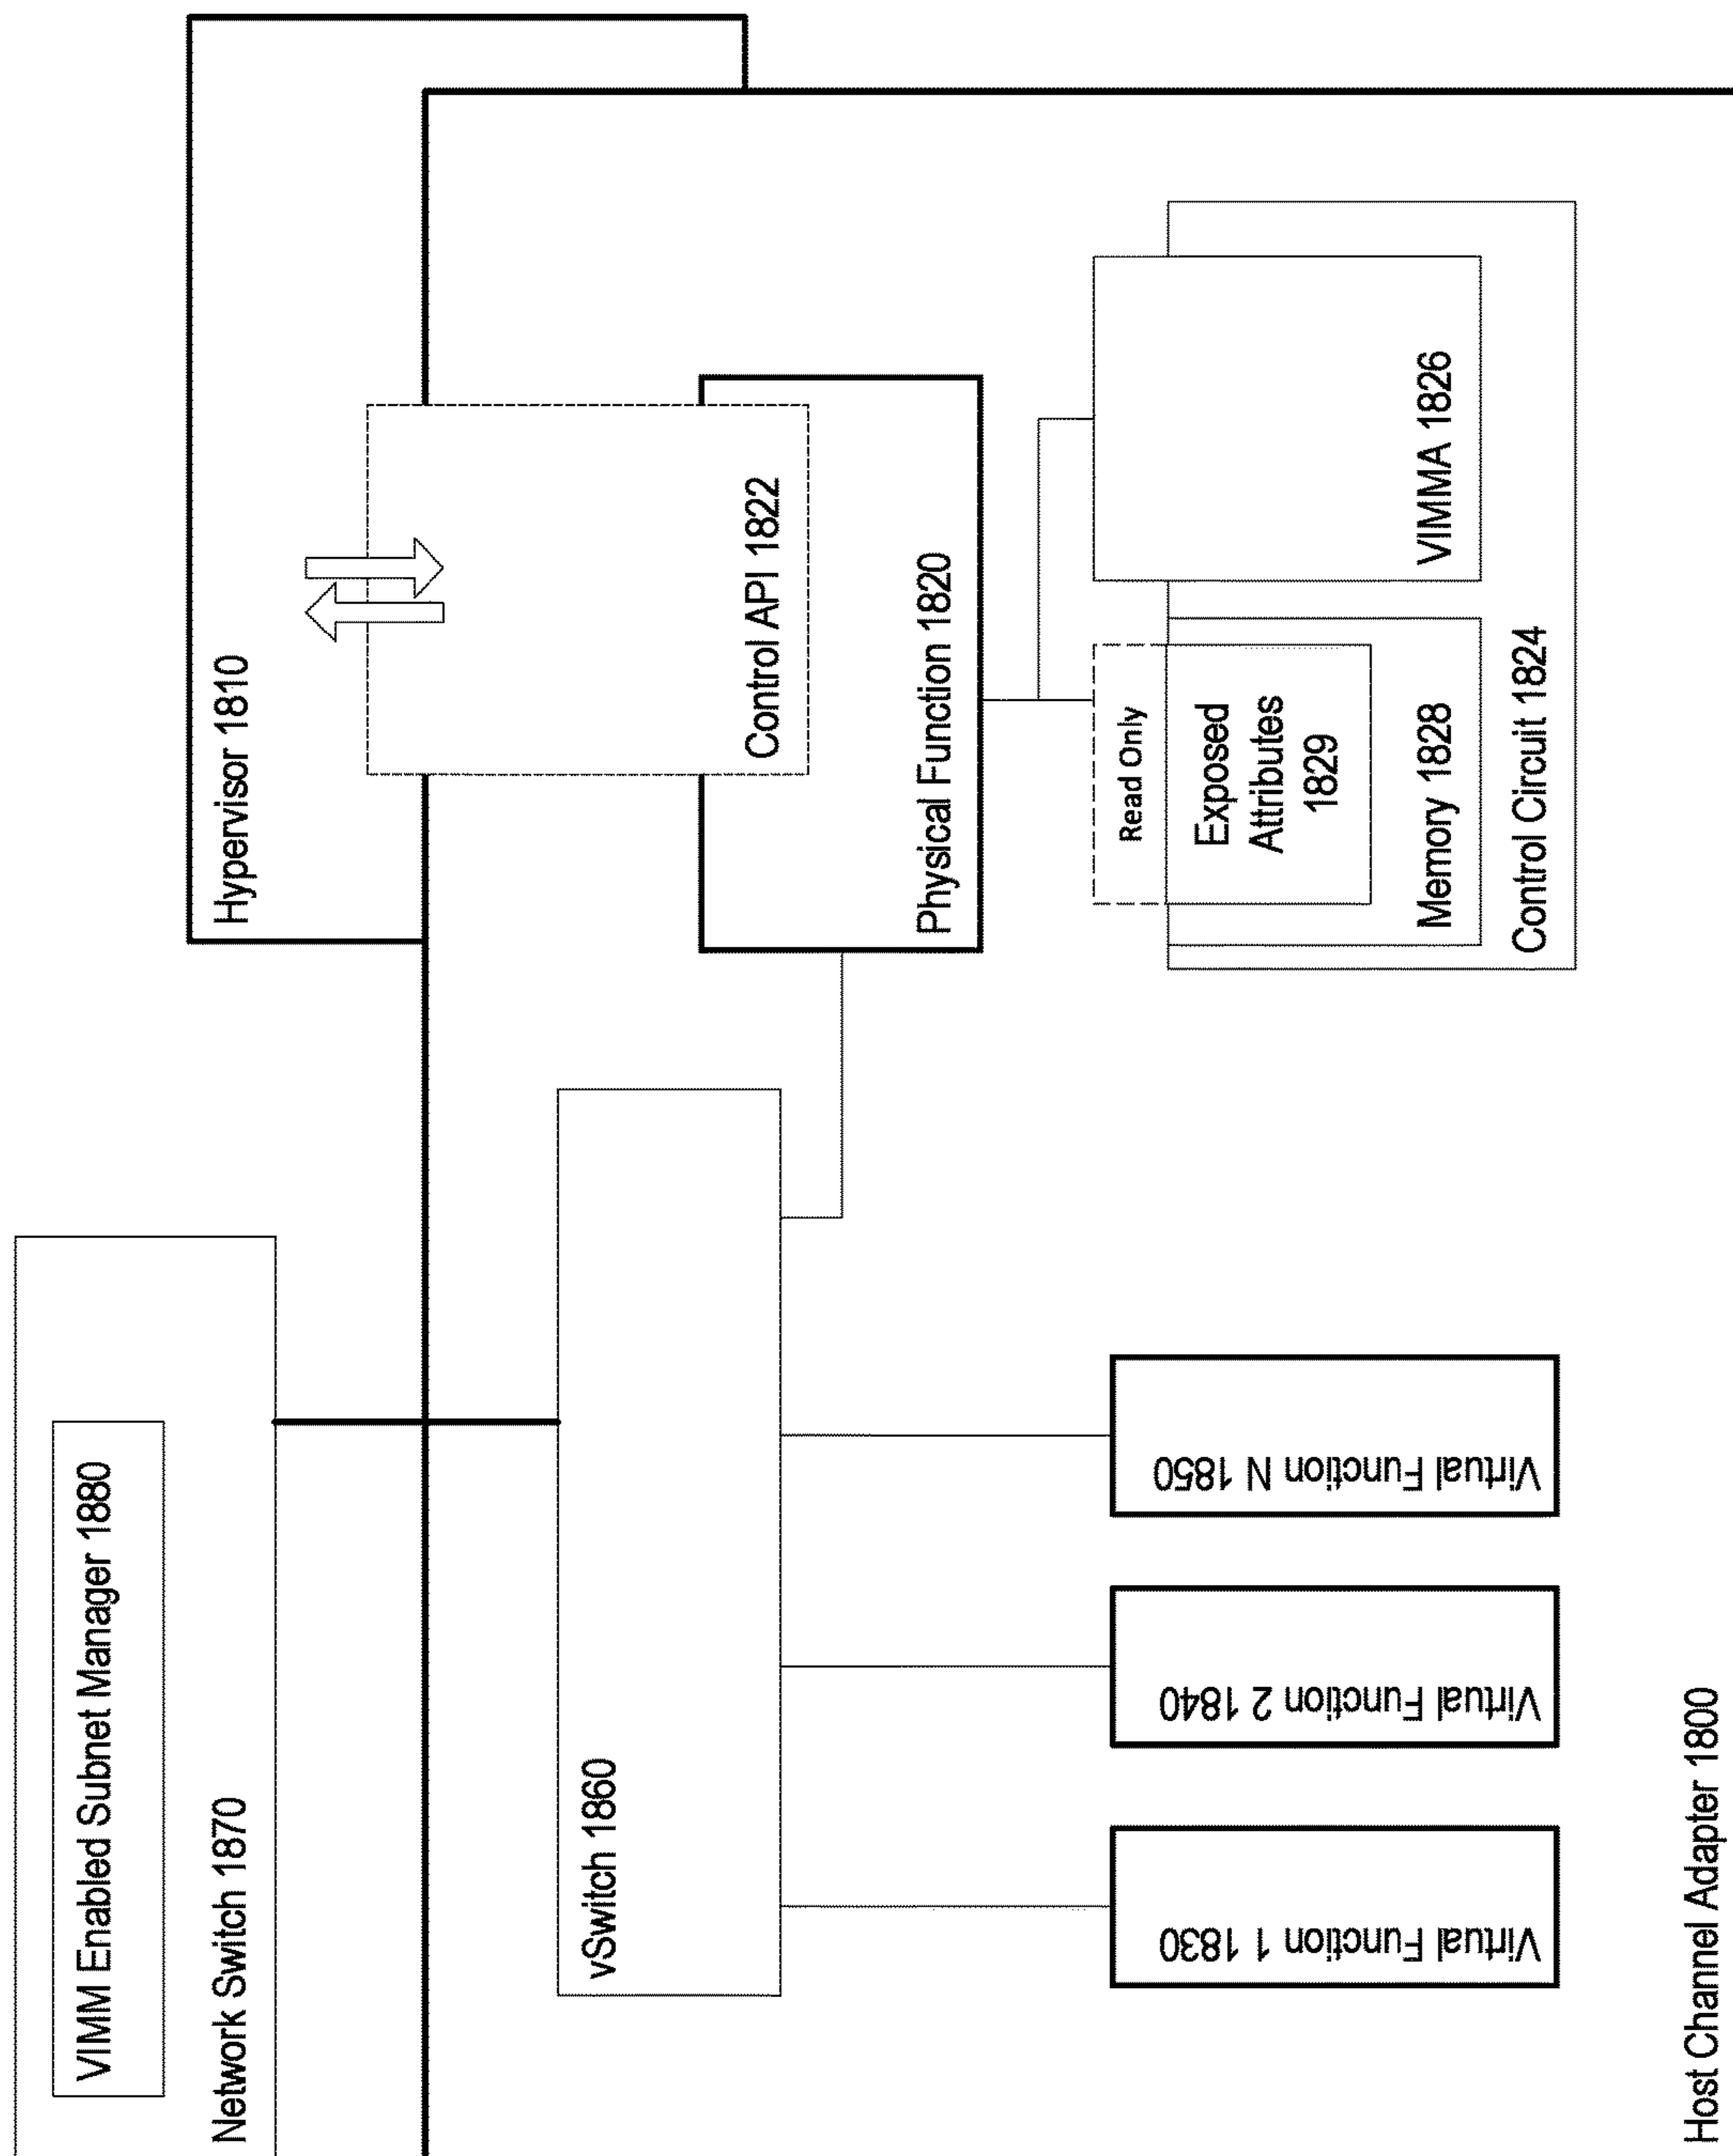 VIMM Enabled Subnet Manager 1880
Network Switch 1870
Hypervisor 1810
Control API 1822
Physical Function 1820
vSwitch 1860
Read Only
Exposed
Attributes
1829
Memory 1828
VIMMA 1826
Control Circuit 1824
Virtual Function 1 1830
Virtual Function 2 1840
Virtual Function N 1850
Host Channel Adapter 1800